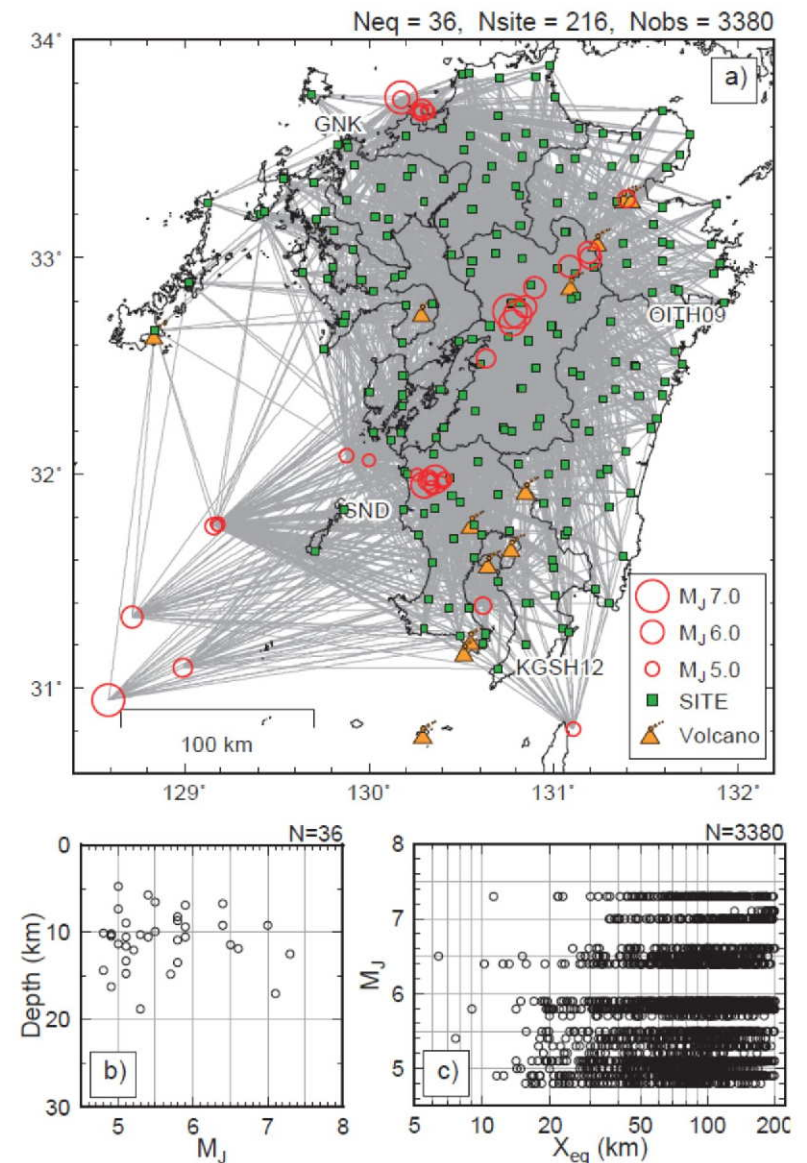 Neq = 36, Nsite = 216, Nobs = 3380
34˚
a)
GNK
33˚
OITH09
32˚
SND
MJ 7.0
MJ 6.0
MJ 5.0
SITE
Volcano
31˚
KGSH12
100 km
129˚ 130˚ 131˚ 132˚
N=36
0
10
20
30
Depth (km)
b)
5 6 7 8
MJ
N=3380
8
7
6
5
MJ
c)
5 10 20 50 100 200
Xeq (km)